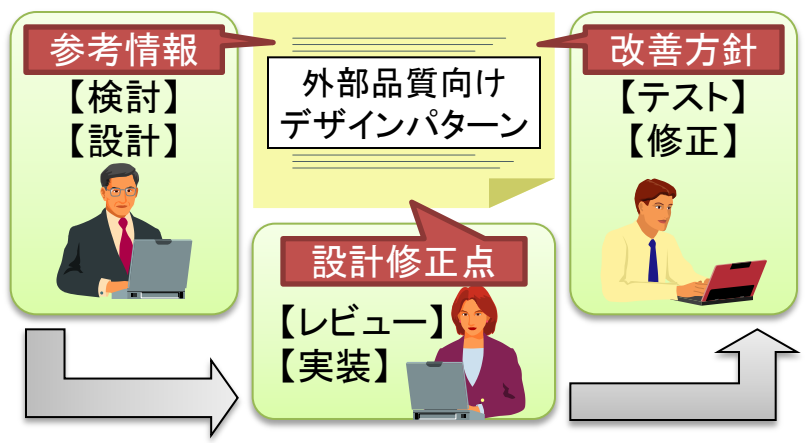 参考情報
【検討】
【設計】
外部品質向け
デザインパターン
改善方針
【テスト】
【修正】
設計修正点
【レビュー】
【実装】